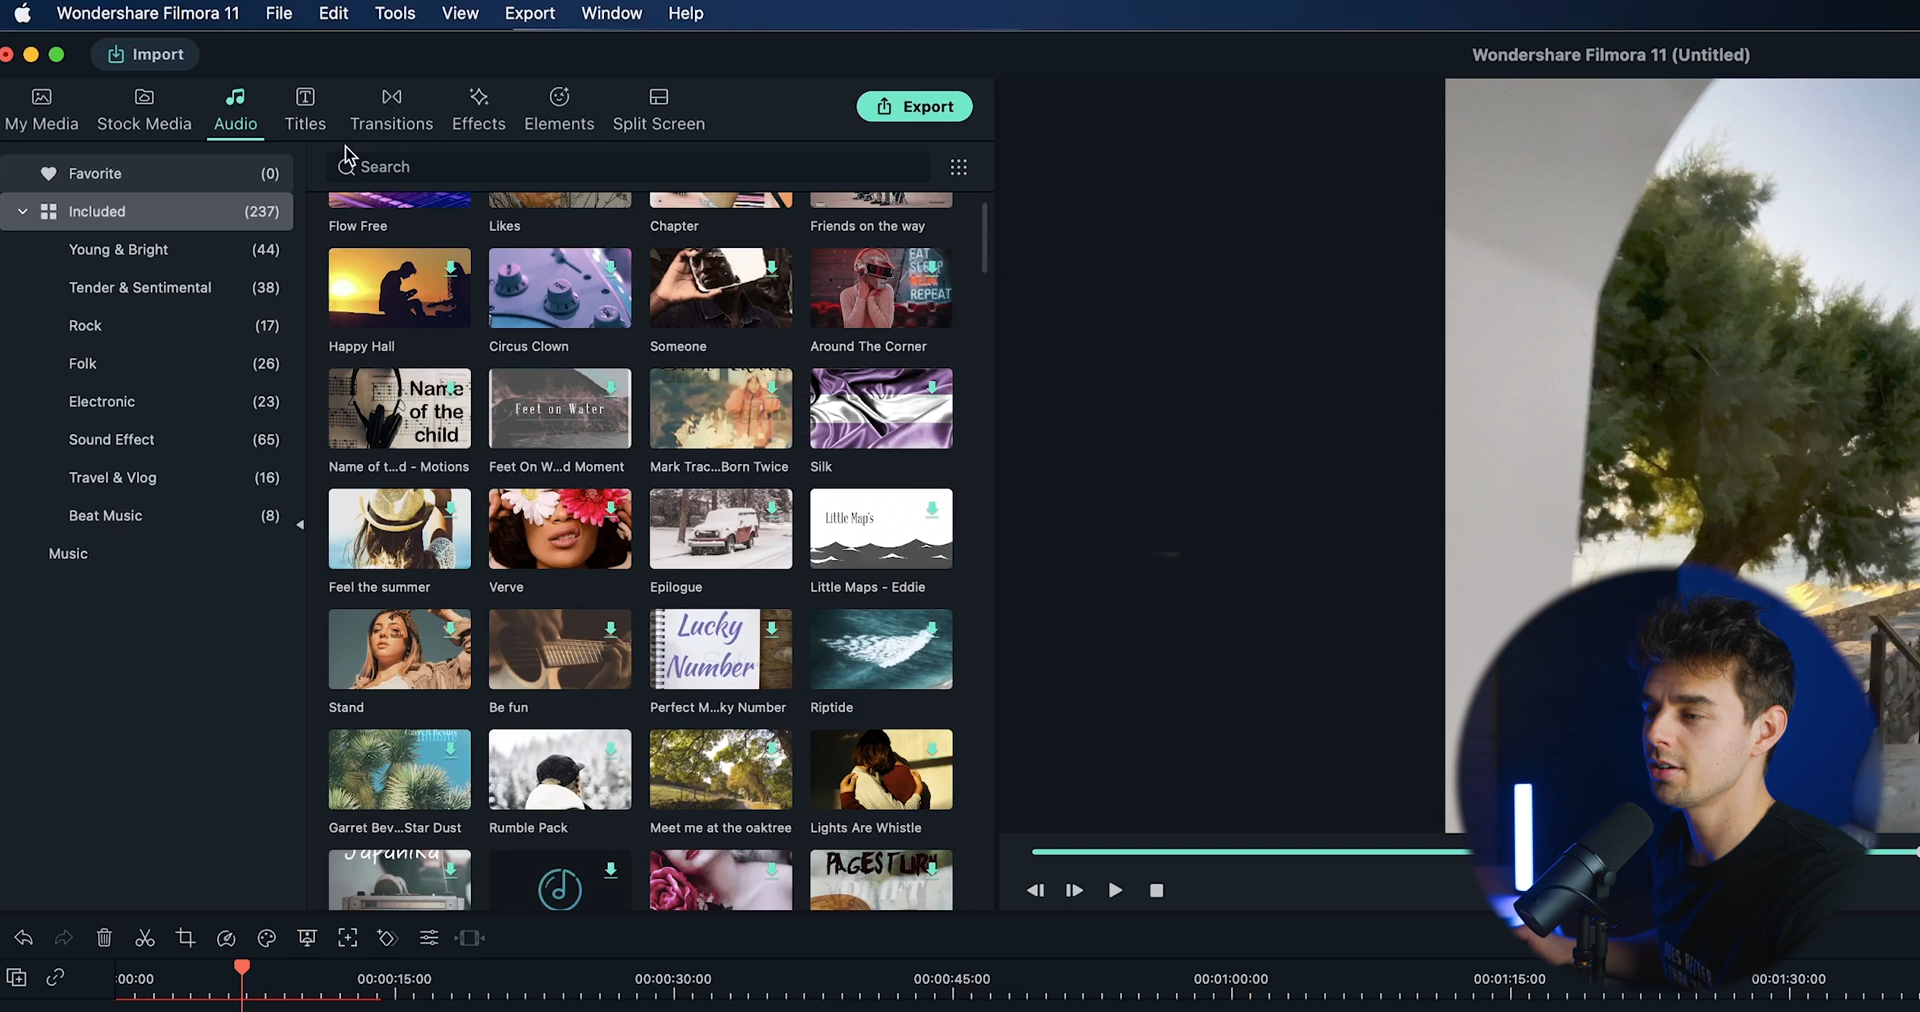 Wondershare Filmora 11 File Edit Tools View Export Window Help
Import
Wondershare Filmora 11 (Untitled)
My Media Stock Media Audio Titles Transitions Effects Elements Split Screen
Export
Search
Favorite (0)
Included (237)
Young & Bright (44)
Tender & Sentimental (38)
Rock (17)
Folk (26)
Electronic (23)
Sound Effect (65)
Travel & Vlog (16)
Beat Music (8)
Music
Flow Free Likes Chapter Friends on the way
EAT
SLEEP
REPEAT
Happy Hall Circus Clown Someone Around The Corner
Name
of the
child
Feet on Water
Name of t...d - Motions Feet On W...d Moment Mark Trac...Born Twice Silk
Little Map's
Feel the summer Verve Epilogue Little Maps - Eddie
Lucky
Number
Stand Be fun Perfect M...ky Number Riptide
Garret Bev...Star Dust Rumble Pack Meet me at the oaktree Lights Are Whistle
Japanika
PAGES TURN
:00:00 00:00:15:00 00:00:30:00 00:00:45:00 00:01:00:00 00:01:15:00 00:01:30:00